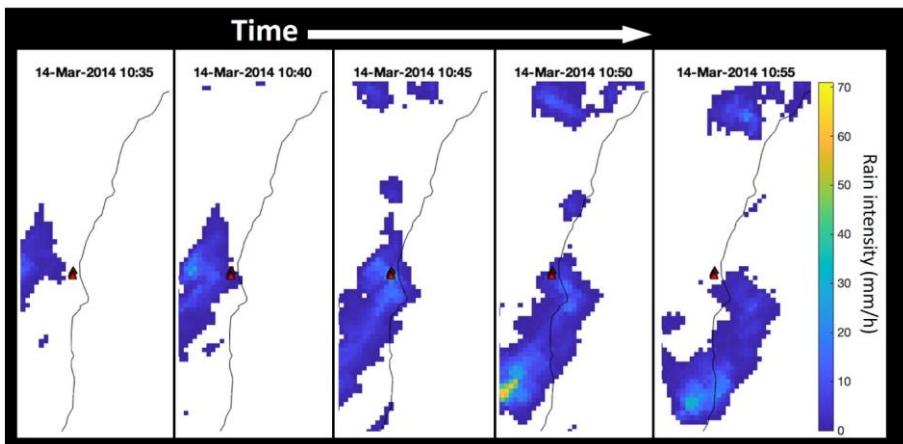 Time
14-Mar-2014 10:35
14-Mar-2014 10:40
14-Mar-2014 10:45
14-Mar-2014 10:50
14-Mar-2014 10:55
70
60
50
40
30
20
10
0
Rain intensity (mm/h)